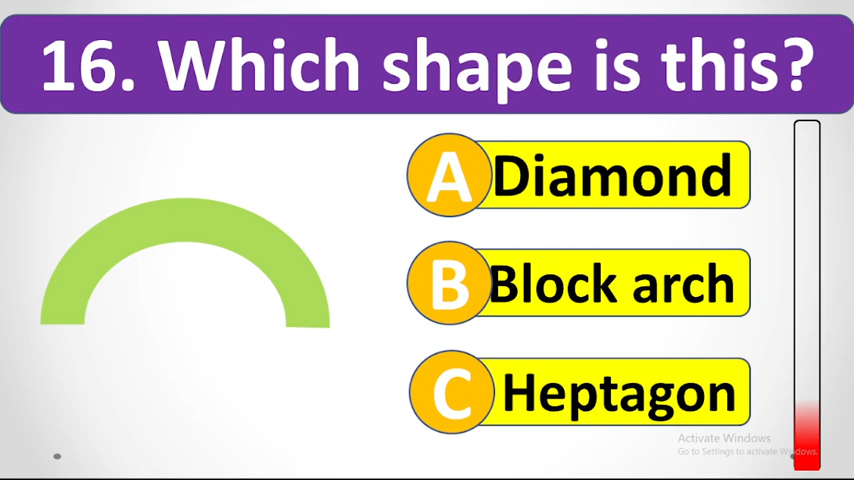 16. Which shape is this?
A Diamond
B Block arch
C Heptagon
Activate Windows
Go to Settings to activate Windows.